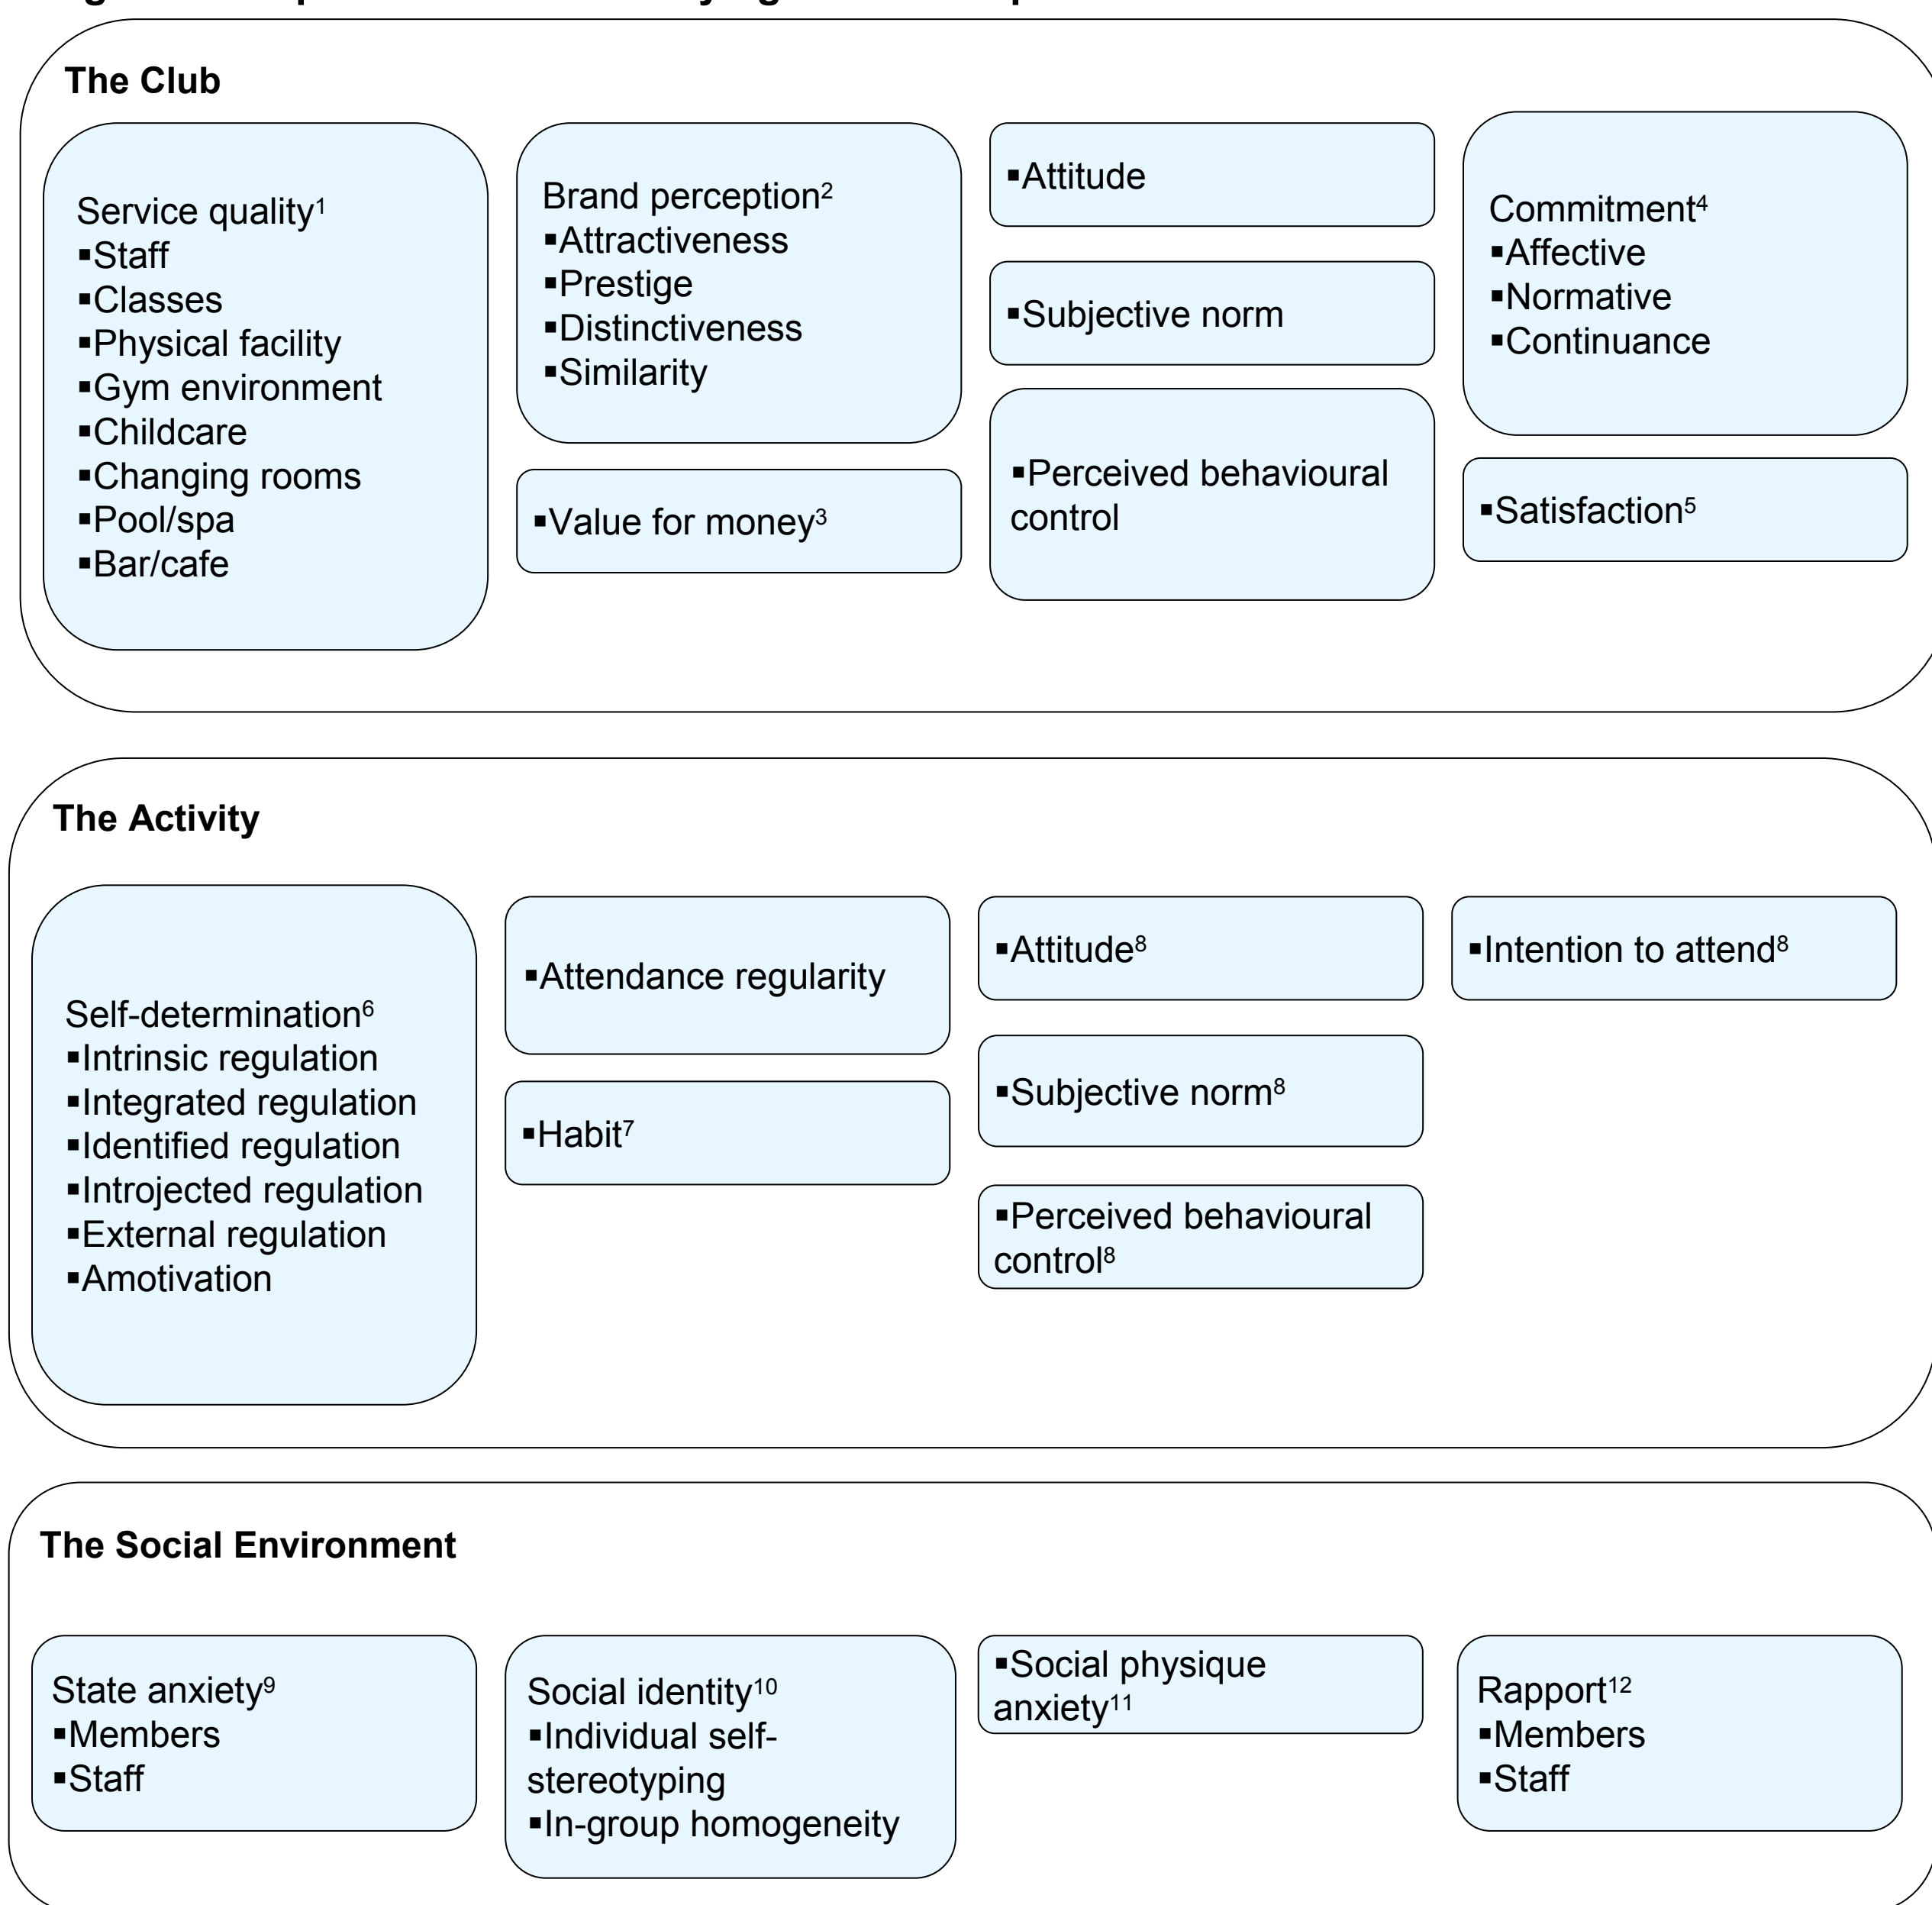 The Club
Service quality¹
▪Staff
▪Classes
▪Physical facility
▪Gym environment
▪Childcare
▪Changing rooms
▪Pool/spa
▪Bar/cafe
Brand perception²
▪Attractiveness
▪Prestige
▪Distinctiveness
▪Similarity
▪Value for money³
▪Attitude
▪Subjective norm
▪Perceived behavioural
control
Commitment⁴
▪Affective
▪Normative
▪Continuance
▪Satisfaction⁵
The Activity
Self-determination⁶
▪Intrinsic regulation
▪Integrated regulation
▪Identified regulation
▪Introjected regulation
▪External regulation
▪Amotivation
▪Attendance regularity
▪Habit⁷
▪Attitude⁸
▪Subjective norm⁸
▪Perceived behavioural
control⁸
▪Intention to attend⁸
The Social Environment
State anxiety⁹
▪Members
▪Staff
Social identity¹⁰
▪Individual self-
stereotyping
▪In-group homogeneity
▪Social physique
anxiety¹¹
Rapport¹²
▪Members
▪Staff